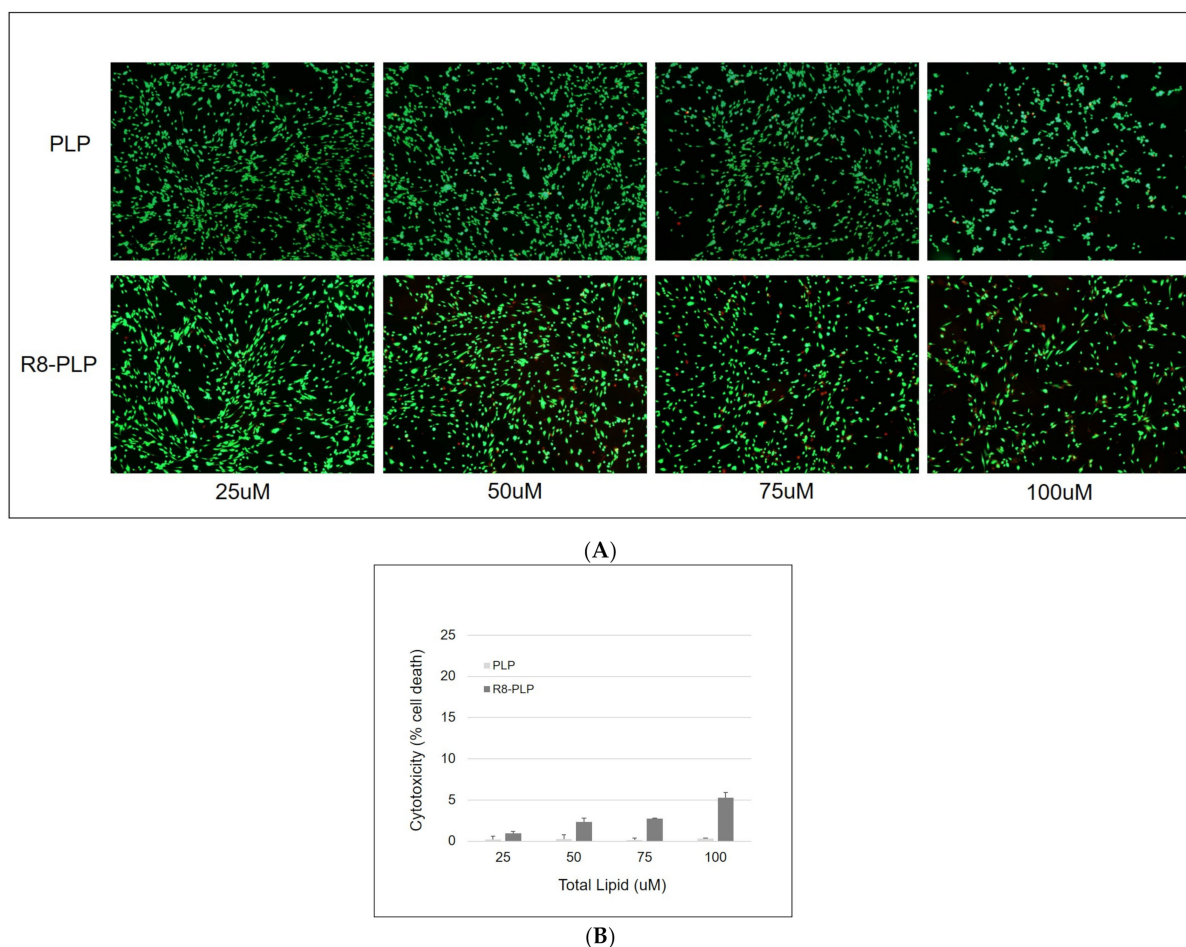 PLP
R8-PLP
25uM 50uM 75uM 100uM
(A)
25
20
15
10
5
0
PLP
R8-PLP
Cytotoxicity (% cell death)
25 50 75 100
Total Lipid (uM)
(B)